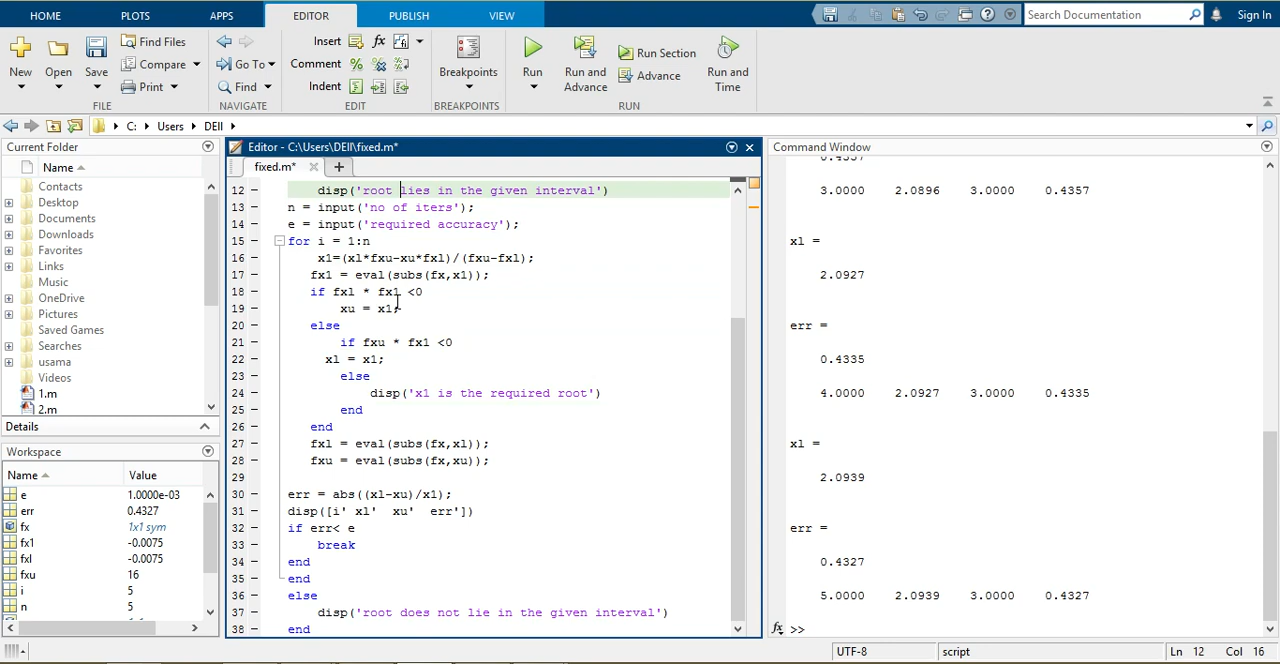 HOME PLOTS APPS EDITOR PUBLISH VIEW Search Documentation Sign In
New Open Save Find Files Compare Print
Go To Find
Insert fx
Comment %
Indent
Breakpoints
Run Run and Advance Run Section Advance Run and Time
FILE NAVIGATE EDIT BREAKPOINTS RUN
C: Users DEll
Current Folder
Name
Contacts
Desktop
Documents
Downloads
Favorites
Links
Music
OneDrive
Pictures
Saved Games
Searches
usama
Videos
1.m
2.m
Details
Workspace
Name Value
e 1.0000e-03
err 0.4327
fx 1x1 sym
fx1 -0.0075
fxl -0.0075
fxu 16
i 5
n 5
Editor - C:\Users\DEll\fixed.m*
fixed.m* +
12 – disp('root lies in the given interval')
13 – n = input('no of iters');
14 – e = input('required accuracy');
15 – for i = 1:n
16 – x1=(xl*fxu-xu*fxl)/(fxu-fxl);
17 – fx1 = eval(subs(fx,x1));
18 – if fxl * fx1 <0
19 – xu = x1;
20 – else
21 – if fxu * fx1 <0
22 – xl = x1;
23 – else
24 – disp('x1 is the required root')
25 – end
26 – end
27 – fxl = eval(subs(fx,xl));
28 – fxu = eval(subs(fx,xu));
29
30 – err = abs((xl-xu)/x1);
31 – disp([i' xl' xu' err'])
32 – if err< e
33 – break
34 – end
35 – end
36 – else
37 – disp('root does not lie in the given interval')
38 – end
Command Window
3.0000 2.0896 3.0000 0.4357
xl =
2.0927
err =
0.4335
4.0000 2.0927 3.0000 0.4335
xl =
2.0939
err =
0.4327
5.0000 2.0939 3.0000 0.4327
fx >>
UTF-8 script Ln 12 Col 16